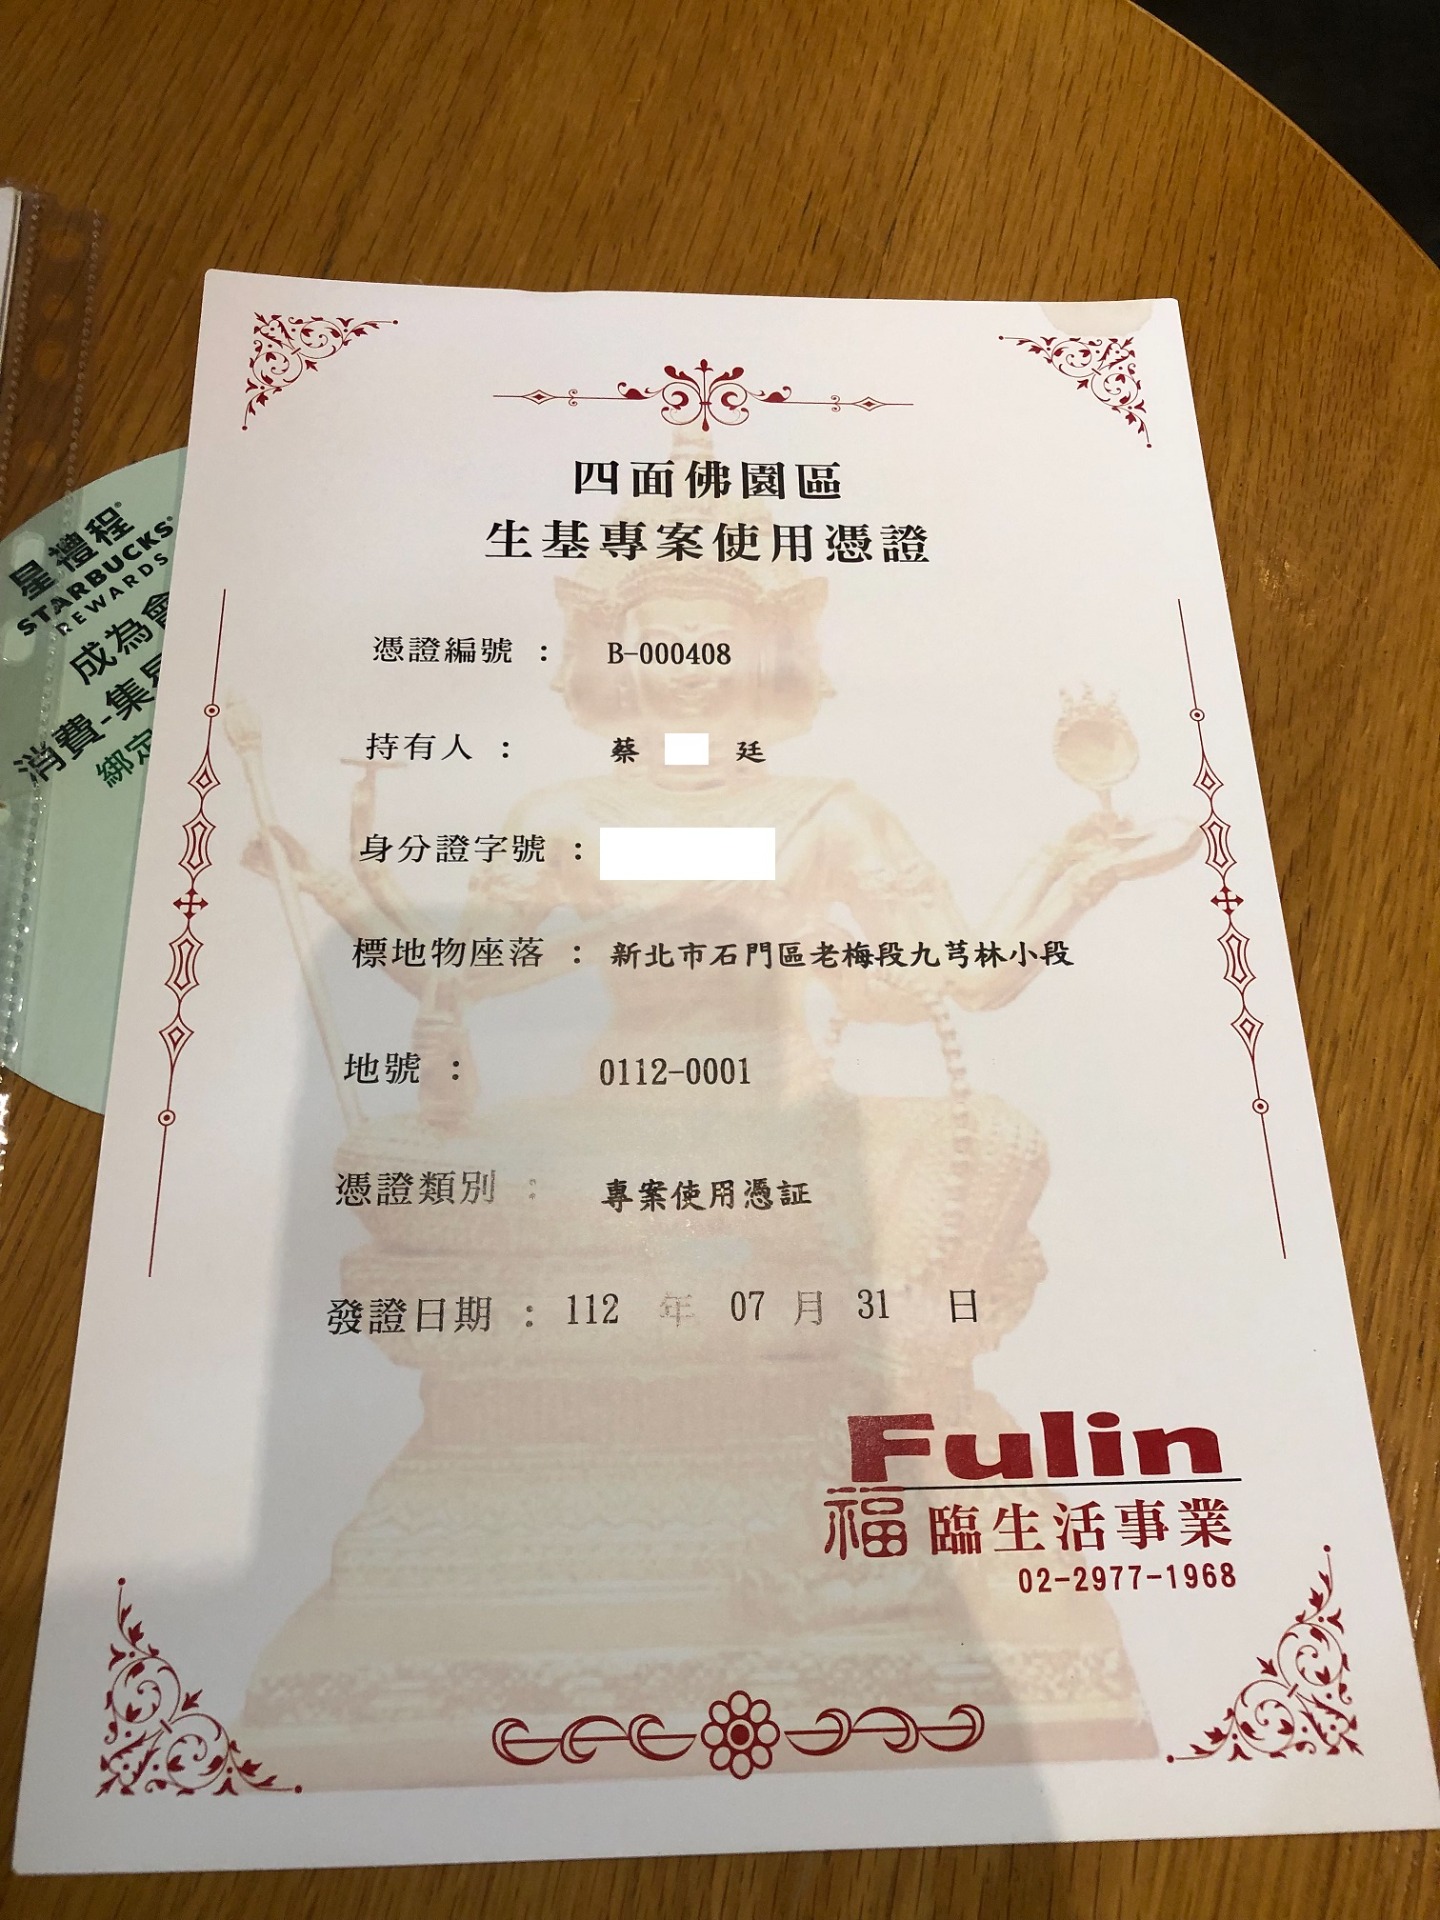 四面佛園區
生基專案使用憑證
憑證編號 : B-000408
持有人 : 蔡 廷
身分證字號 :
標地物座落 : 新北市石門區老梅段九芎林小段
地號 : 0112-0001
憑證類別 : 專案使用憑証
發證日期 : 112 年 07 月 31 日
Fulin
福臨生活事業
02-2977-1968
星禮程®
STARBUCKS®
REWARDS
成為會
消費-集星
綁定